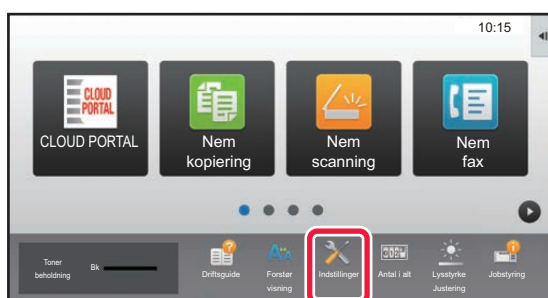 10:15
CLOUD
PORTAL
CLOUD PORTAL
Nem
kopiering
Nem
scanning
Nem
fax
Toner
beholdning
Bk
Driftsguide
Forstør
visning
Indstillinger
Antal i alt
Lysstyrke
Justering
Jobstyring